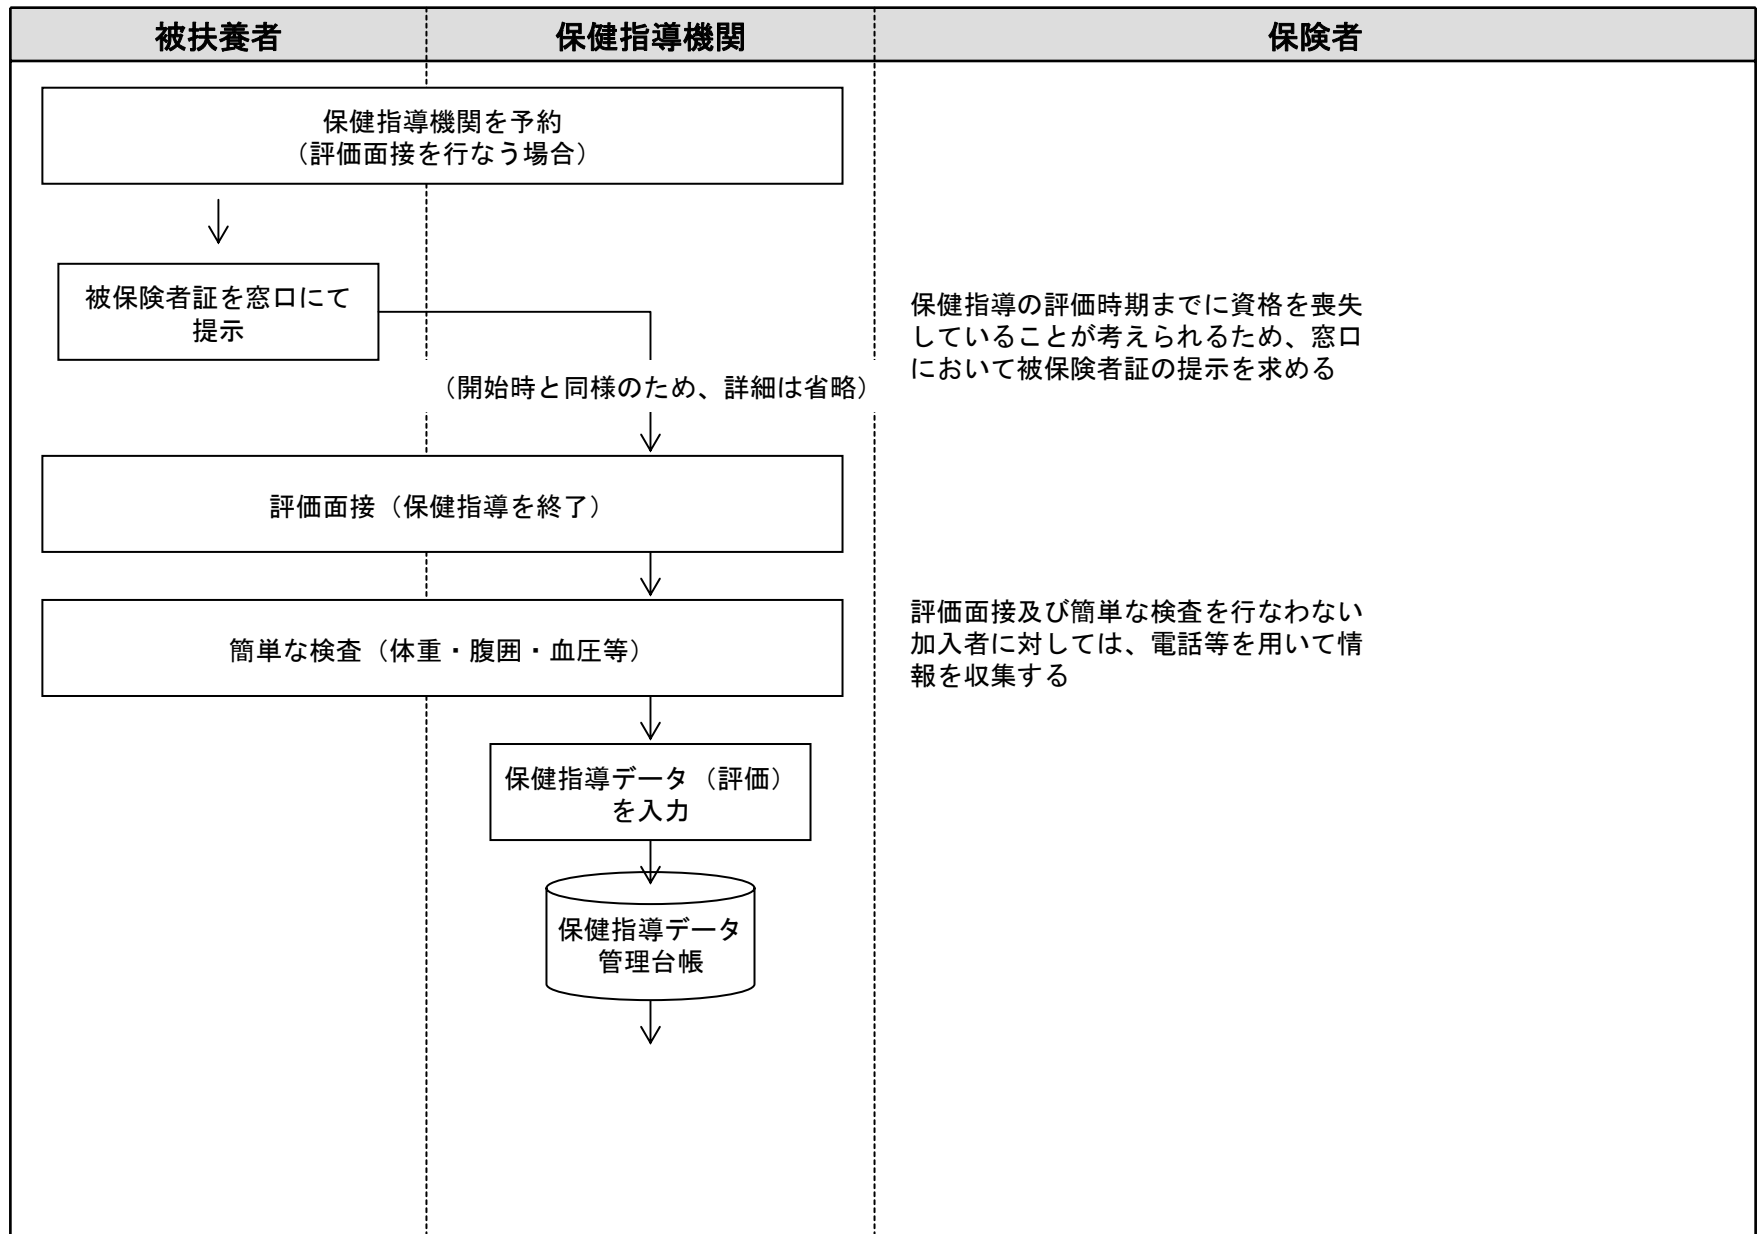 被扶養者
保健指導機関
保険者
保健指導機関を予約
（評価面接を行なう場合）
被保険者証を窓口にて
提示
保健指導の評価時期までに資格を喪失
していることが考えられるため、窓口
において被保険者証の提示を求める
（開始時と同様のため、詳細は省略）
評価面接（保健指導を終了）
簡単な検査（体重・腹囲・血圧等）
評価面接及び簡単な検査を行なわない
加入者に対しては、電話等を用いて情
報を収集する
保健指導データ（評価）
を入力
保健指導データ
管理台帳